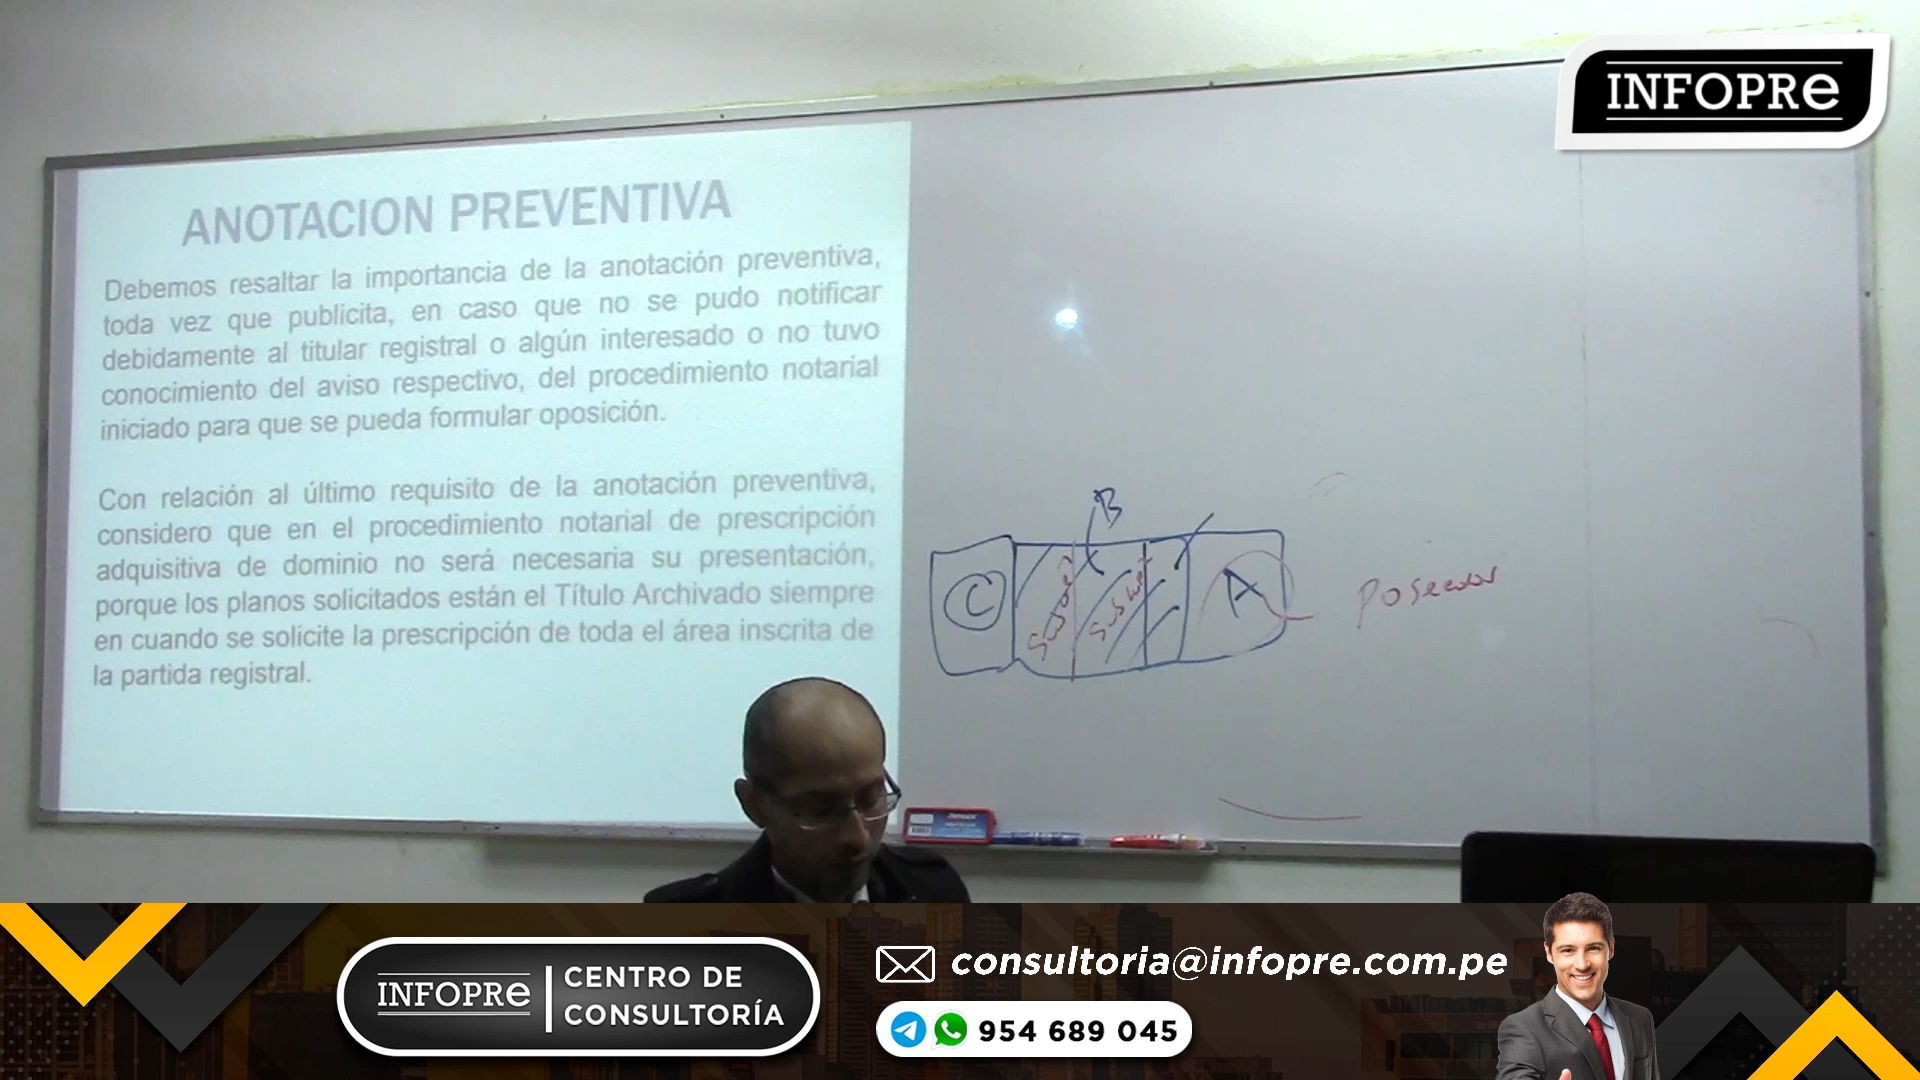 INFOPRe
ANOTACION PREVENTIVA
Debemos resaltar la importancia de la anotación preventiva,
toda vez que publicita, en caso que no se pudo notificar
debidamente al titular registral o algún interesado o no tuvo
conocimiento del aviso respectivo, del procedimiento notarial
iniciado para que se pueda formular oposición.
Con relación al último requisito de la anotación preventiva,
considero que en el procedimiento notarial de prescripción
adquisitiva de dominio no será necesaria su presentación,
porque los planos solicitados están el Título Archivado siempre
en cuando se solicite la prescripción de toda el área inscrita de
la partida registral.
B
C
A
Poseedor
INFOPRe
CENTRO DE
CONSULTORÍA
consultoria@infopre.com.pe
954 689 045